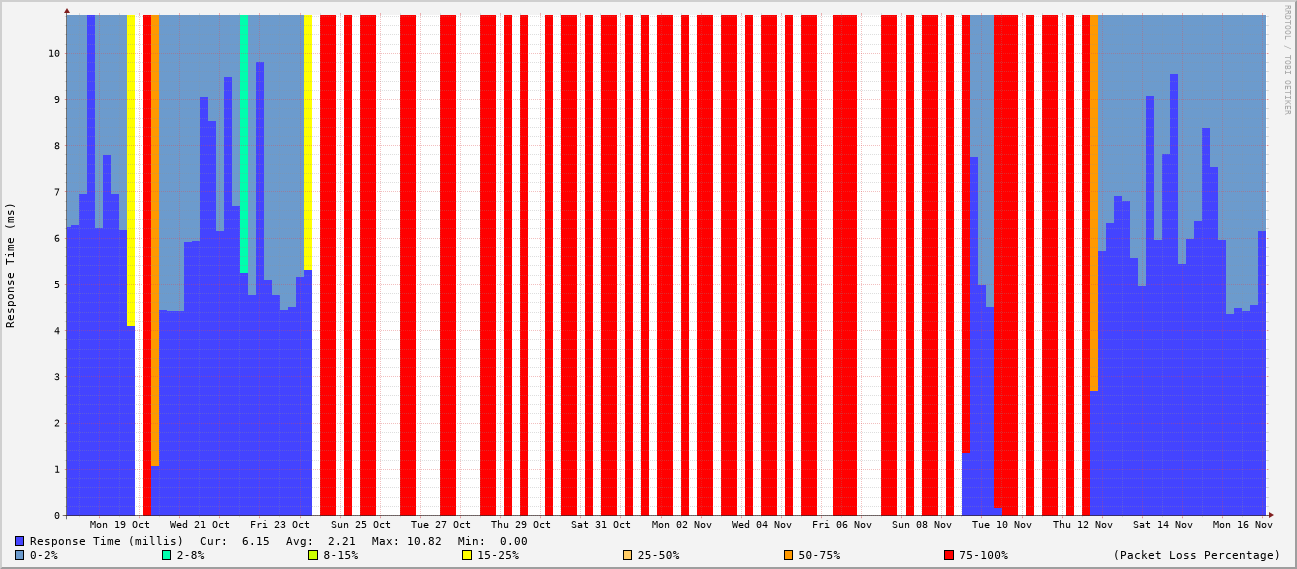 RRDTOOL / TOBI OETIKER
Response Time (ms)
10
9
8
7
6
5
4
3
2
1
0
Mon 19 Oct Wed 21 Oct Fri 23 Oct Sun 25 Oct Tue 27 Oct Thu 29 Oct Sat 31 Oct Mon 02 Nov Wed 04 Nov Fri 06 Nov Sun 08 Nov Tue 10 Nov Thu 12 Nov Sat 14 Nov Mon 16 Nov
Response Time (millis) Cur: 6.15 Avg: 2.21 Max: 10.82 Min: 0.00
0-2% 2-8% 8-15% 15-25% 25-50% 50-75% 75-100% (Packet Loss Percentage)